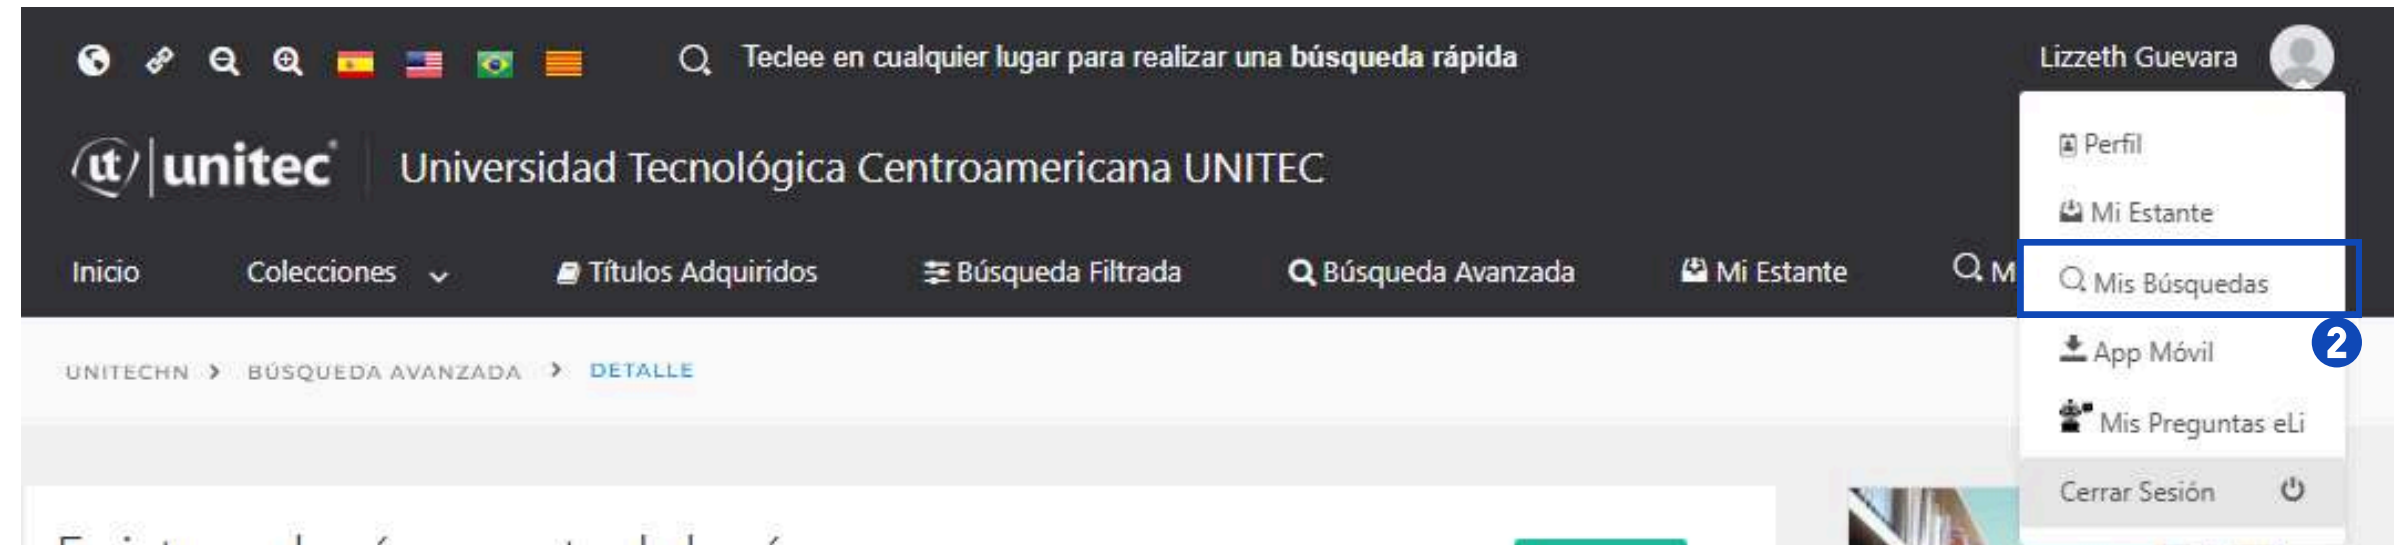 Teclee en cualquier lugar para realizar una búsqueda rápida
Lizzeth Guevara
unitec
Universidad Tecnológica Centroamericana UNITEC
Inicio
Colecciones
Títulos Adquiridos
Búsqueda Filtrada
Búsqueda Avanzada
Mi Estante
M
Perfil
Mi Estante
Mis Búsquedas
2
App Móvil
Mis Preguntas eLi
Cerrar Sesión
UNITECHN > BÚSQUEDA AVANZADA > DETALLE